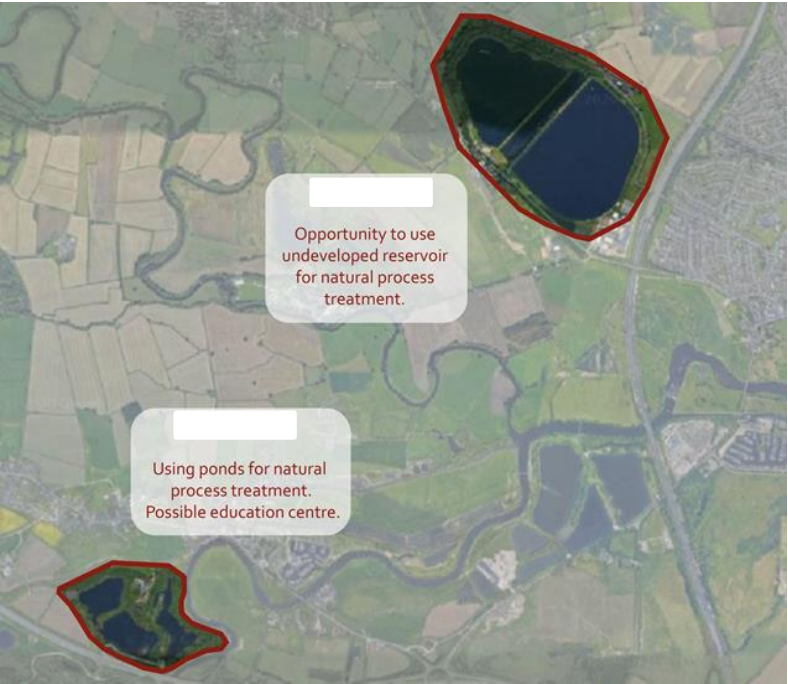 Opportunity to use
undeveloped reservoir
for natural process
treatment.
Using ponds for natural
process treatment.
Possible education centre.